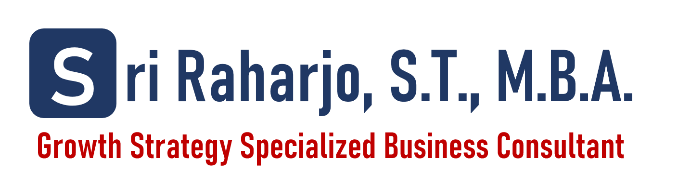 Sri Raharjo, S.T., M.B.A.
Growth Strategy Specialized Business Consultant